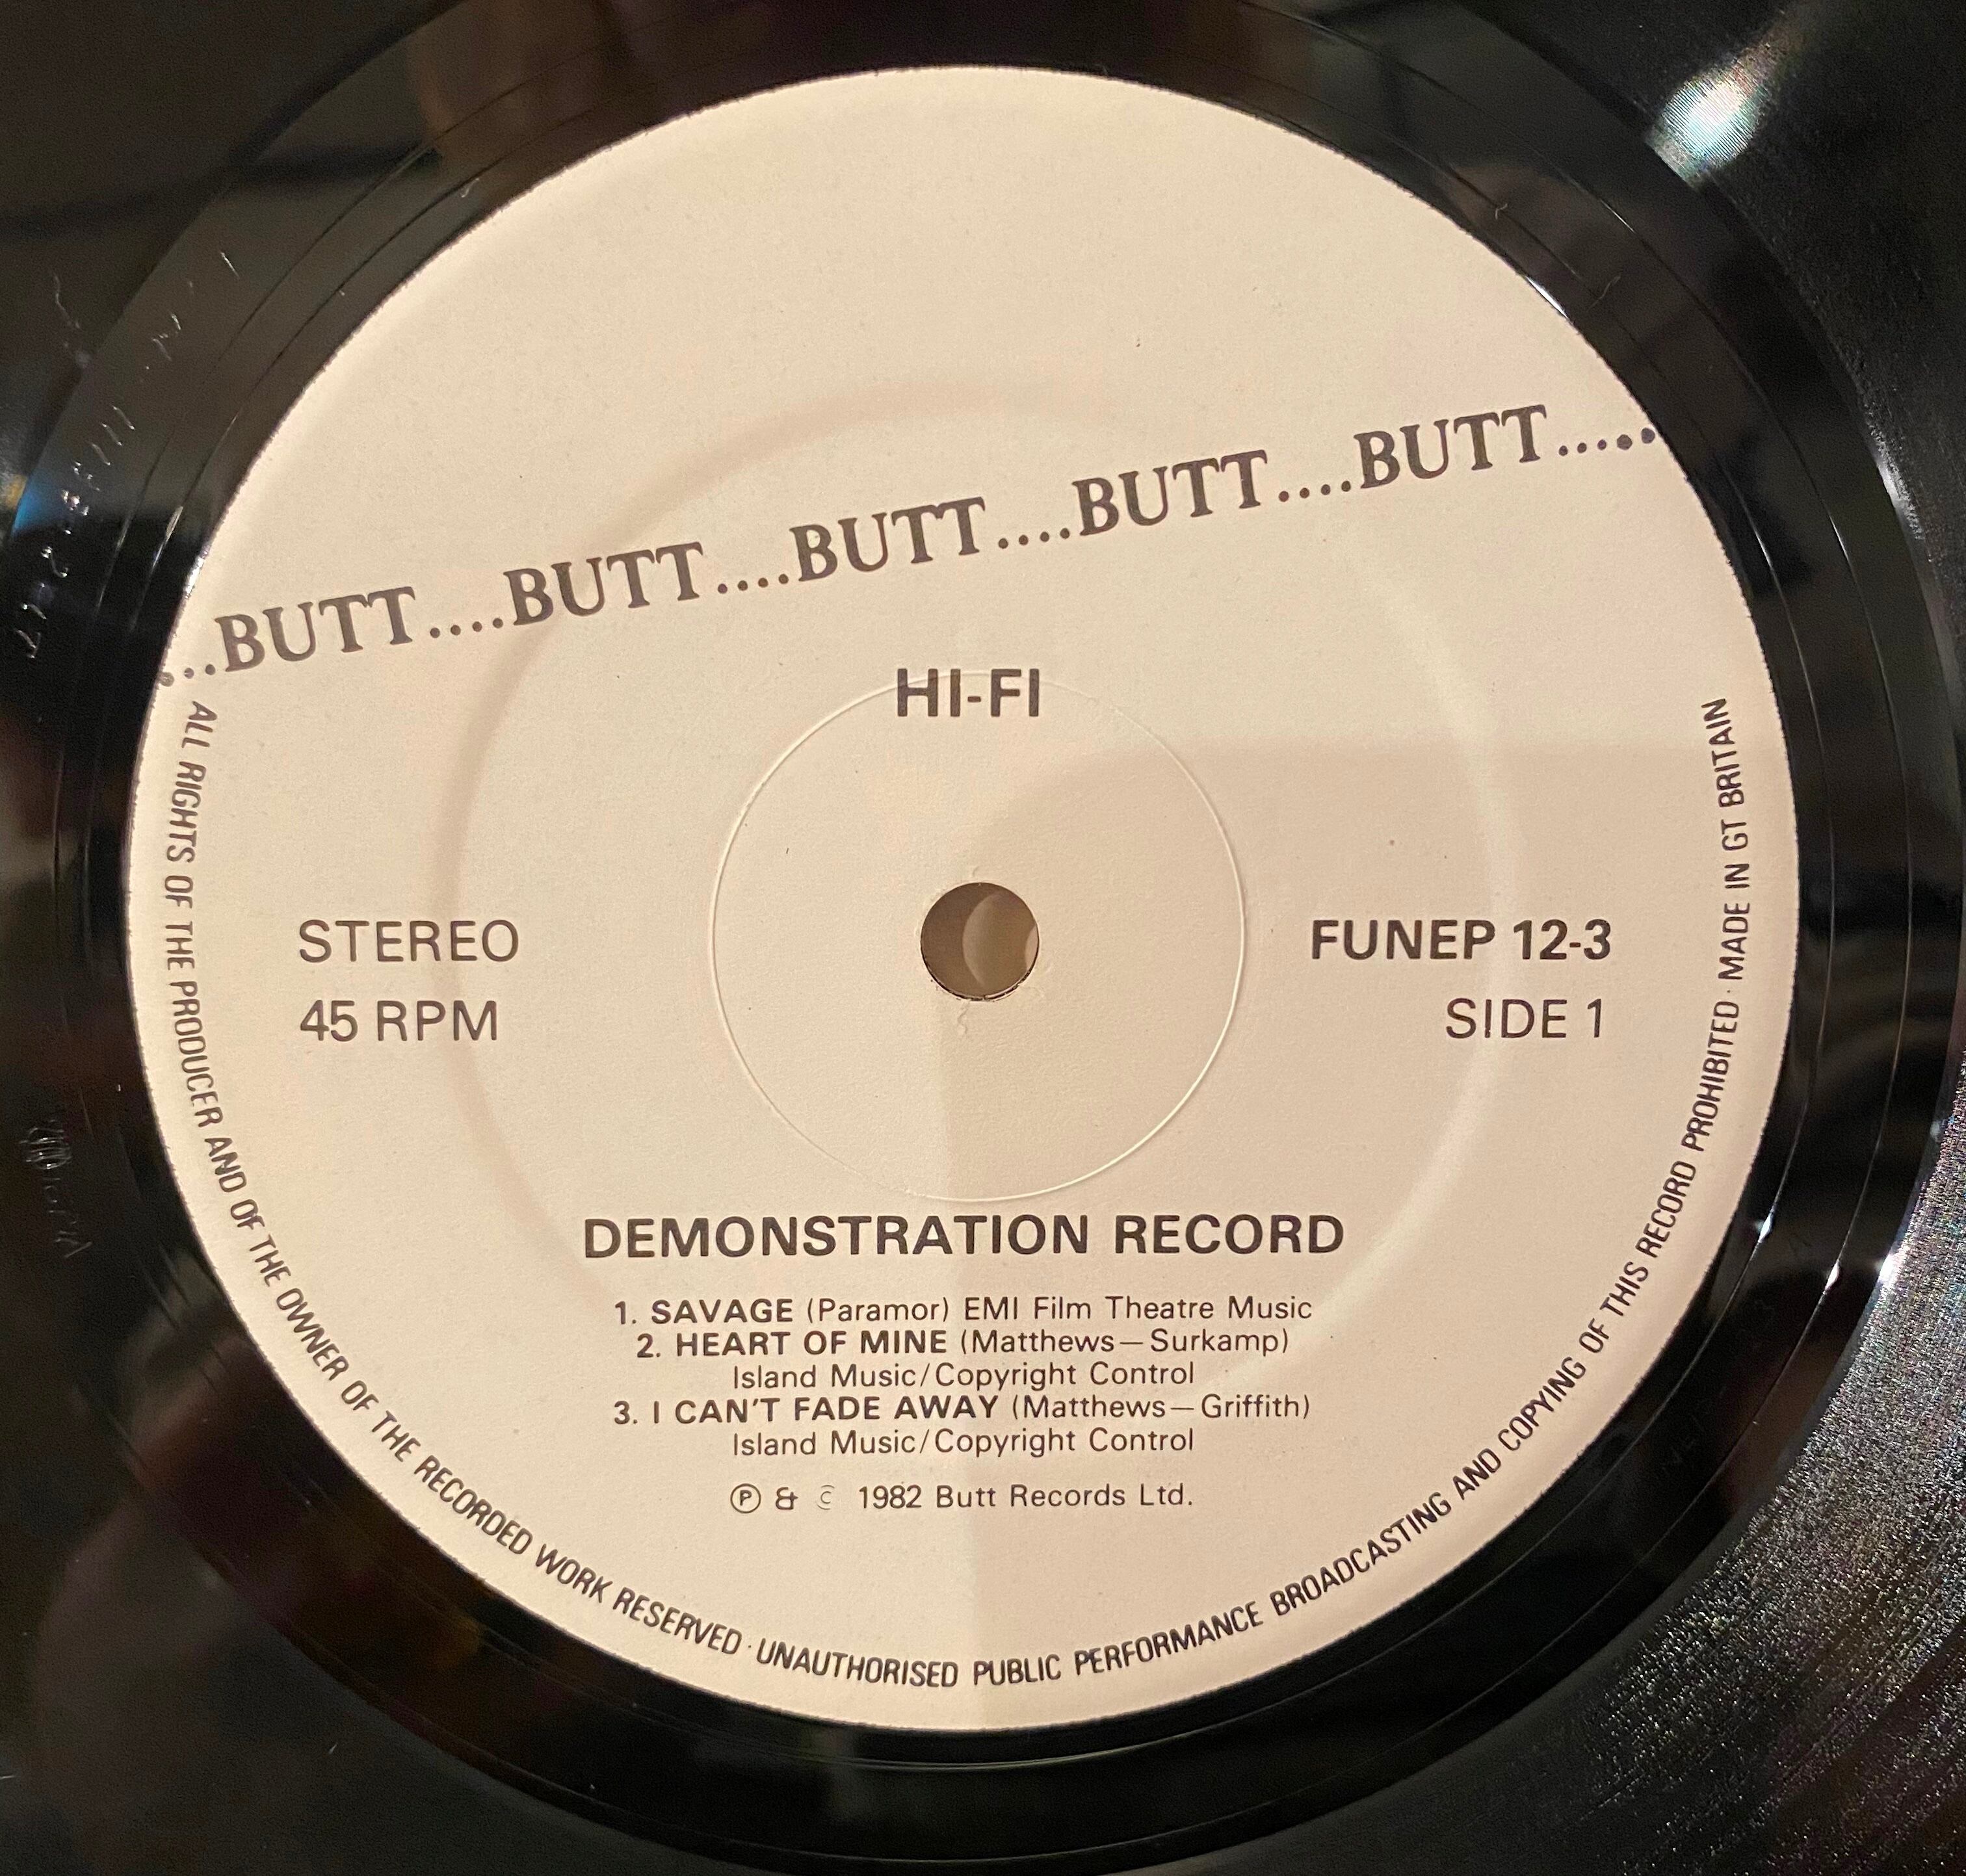 ...BUTT....BUTT....BUTT....BUTT....BUTT.....
HI-FI
STEREO
45 RPM
FUNEP 12-3
SIDE 1
DEMONSTRATION RECORD
1. SAVAGE (Paramor) EMI Film Theatre Music
2. HEART OF MINE (Matthews—Surkamp)
Island Music/Copyright Control
3. I CAN'T FADE AWAY (Matthews—Griffith)
Island Music/Copyright Control
Ⓟ & © 1982 Butt Records Ltd.
ALL RIGHTS OF THE PRODUCER AND OF THE OWNER OF THE RECORDED WORK RESERVED · UNAUTHORISED PUBLIC PERFORMANCE BROADCASTING AND COPYING OF THIS RECORD PROHIBITED · MADE IN GT BRITAIN